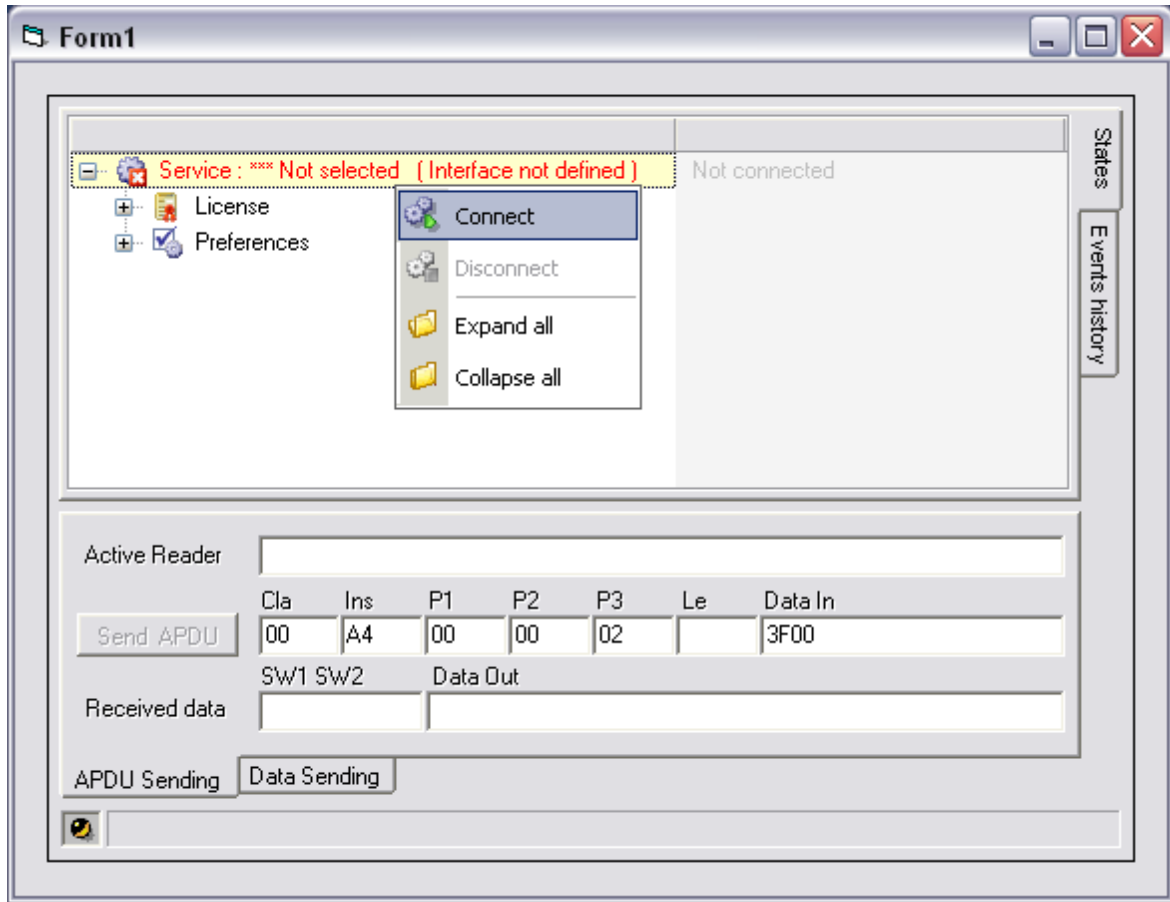 Form1
Service : *** Not selected ( Interface not defined )
Not connected
License
Preferences
Connect
Disconnect
Expand all
Collapse all
States
Events history
Active Reader
Cla Ins P1 P2 P3 Le Data In
Send APDU 00 A4 00 00 02 3F00
SW1 SW2 Data Out
Received data
APDU Sending Data Sending